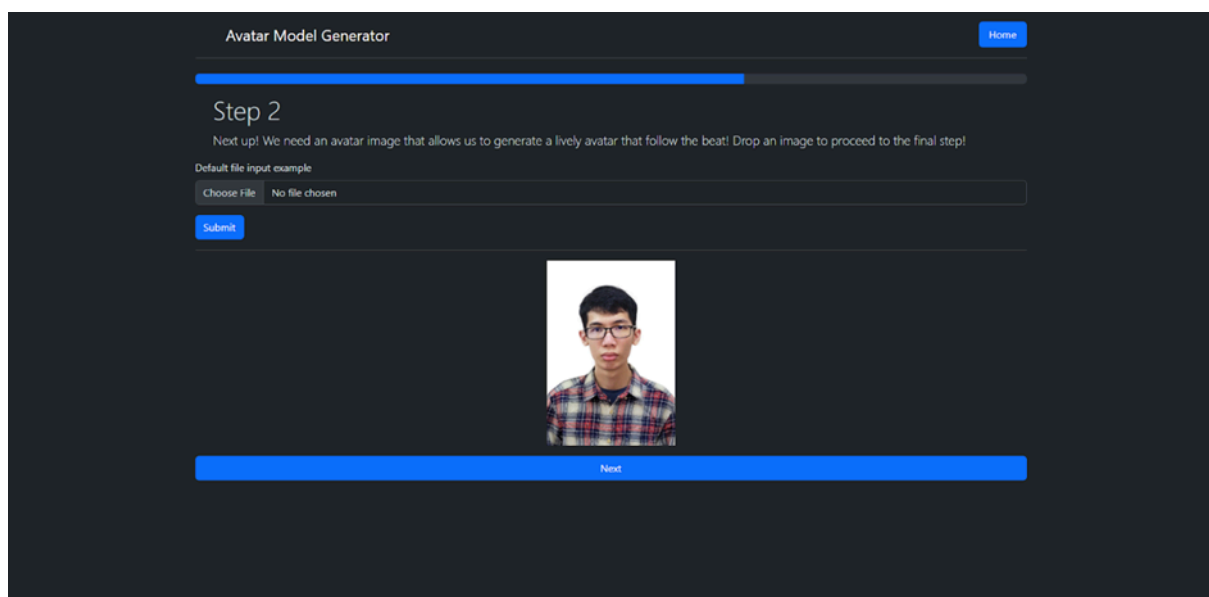 Avatar Model Generator
Home
Step 2
Next up! We need an avatar image that allows us to generate a lively avatar that follow the beat! Drop an image to proceed to the final step!
Default file input example
Choose File No file chosen
Submit
Next